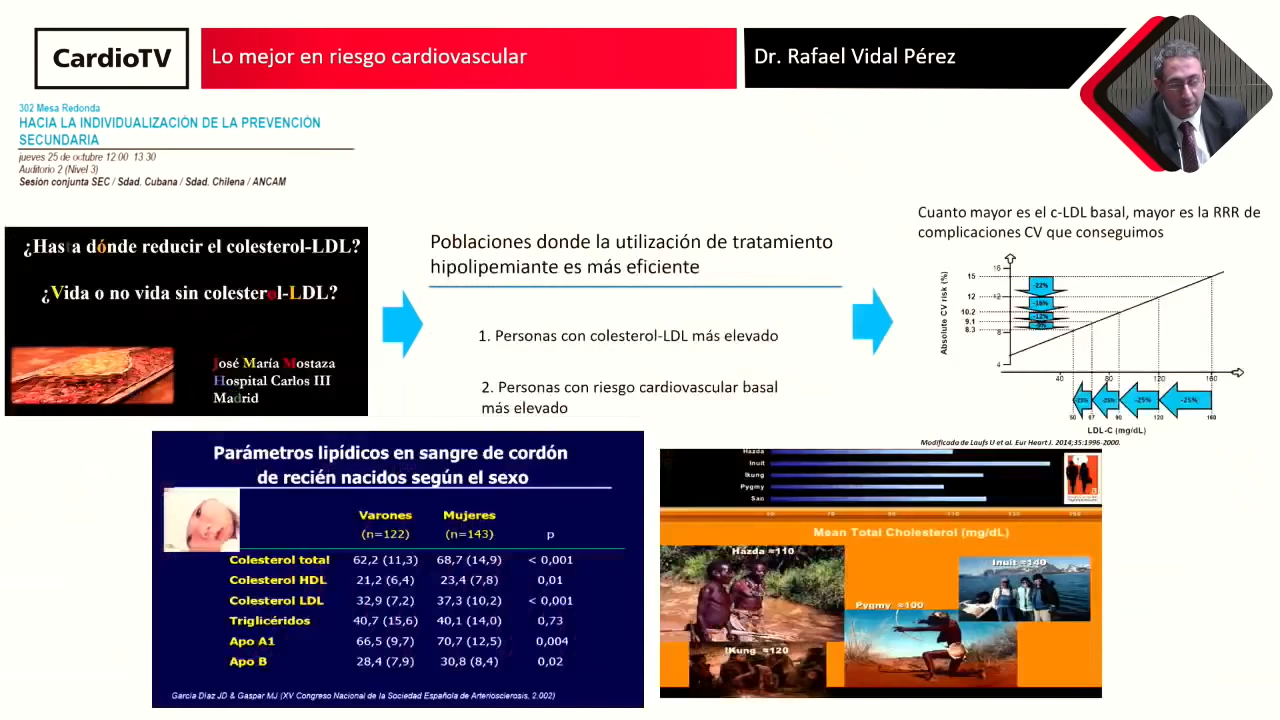 CardioTV
Lo mejor en riesgo cardiovascular
Dr. Rafael Vidal Pérez
302 Mesa Redonda
HACIA LA INDIVIDUALIZACIÓN DE LA PREVENCIÓN
SECUNDARIA
jueves 25 de octubre 12 00 13 30
Auditorio 2 (Nivel 3)
Sesión conjunta SEC / Sdad. Cubana / Sdad. Chilena / ANCAM
¿Hasta dónde reducir el colesterol-LDL?
¿Vida o no vida sin colesterol-LDL?
José María Mostaza
Hospital Carlos III
Madrid
Poblaciones donde la utilización de tratamiento
hipolipemiante es más eficiente
1. Personas con colesterol-LDL más elevado
2. Personas con riesgo cardiovascular basal
más elevado
Cuanto mayor es el c-LDL basal, mayor es la RRR de
complicaciones CV que conseguimos
Absolute CV risk (%)
16
15
12
12
10.2
9.1
8.3
8
4
-22%
40
80
120
160
-25%
-25%
50
67
90
120
160
LDL-C (mg/dL)
Modificado de Laufs U et al. Eur Heart J. 2014;35:1996-2000.
Parámetros lipídicos en sangre de cordón
de recién nacidos según el sexo
Varones Mujeres
(n=122) (n=143) p
Colesterol total 62,2 (11,3) 68,7 (14,9) < 0,001
Colesterol HDL 21,2 (6,4) 23,4 (7,8) 0,01
Colesterol LDL 32,9 (7,2) 37,3 (10,2) < 0,001
Triglicéridos 40,7 (15,6) 40,1 (14,0) 0,73
Apo A1 66,5 (9,7) 70,7 (12,5) 0,004
Apo B 28,4 (7,9) 30,8 (8,4) 0,02
García Díaz JD & Gaspar MJ (XV Congreso Nacional de la Sociedad Española de Arteriosclerosis, 2.002)
Hazda
Inuit
!Kung
Pygmy
San
Mean Total Cholesterol (mg/dL)
Hazda =110
Inuit =140
Pygmy =100
!Kung =120